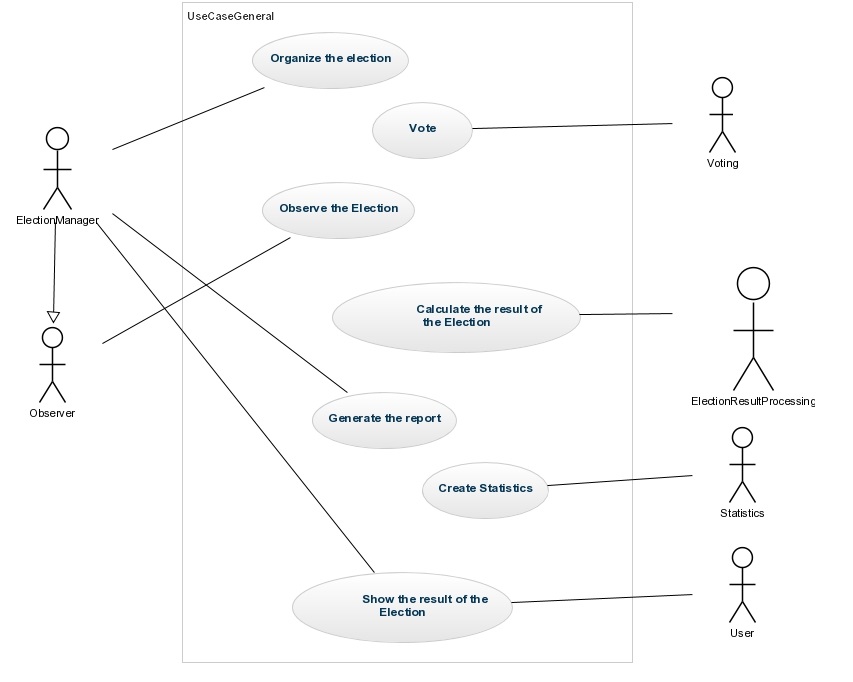 UseCaseGeneral
Organize the election
Vote
Voting
ElectionManager
Observe the Election
Calculate the result of
the Election
ElectionResultProcessing
Observer
Generate the report
Create Statistics
Statistics
Show the result of the
Election
User